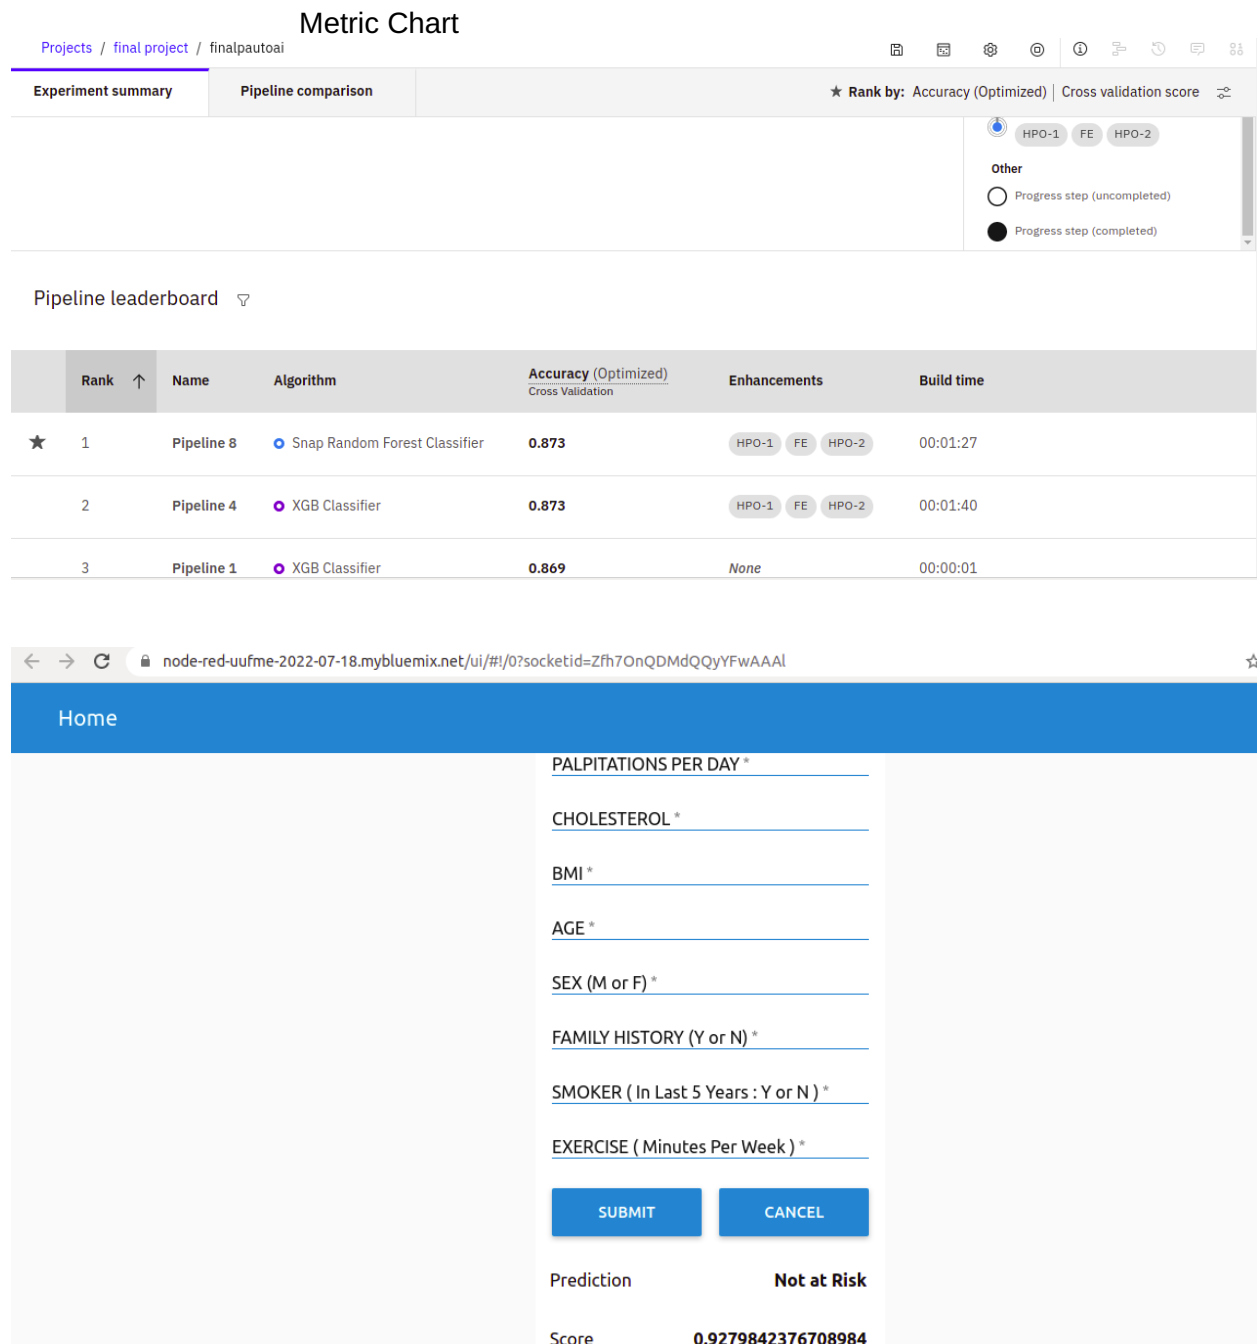 Metric Chart
Projects / final project / finalpautoai
Experiment summary Pipeline comparison ★ Rank by: Accuracy (Optimized) | Cross validation score
HPO-1 FE HPO-2
Other
Progress step (uncompleted)
Progress step (completed)
Pipeline leaderboard
Rank ↑ Name Algorithm Accuracy (Optimized) Cross Validation Enhancements Build time
★ 1 Pipeline 8 Snap Random Forest Classifier 0.873 HPO-1 FE HPO-2 00:01:27
2 Pipeline 4 XGB Classifier 0.873 HPO-1 FE HPO-2 00:01:40
3 Pipeline 1 XGB Classifier 0.869 None 00:00:01
node-red-uufme-2022-07-18.mybluemix.net/ui/#!/0?socketid=Zfh7OnQDMdQQyYFwAAAl
Home
PALPITATIONS PER DAY *
CHOLESTEROL *
BMI *
AGE *
SEX (M or F) *
FAMILY HISTORY (Y or N) *
SMOKER ( In Last 5 Years : Y or N ) *
EXERCISE ( Minutes Per Week ) *
SUBMIT CANCEL
Prediction Not at Risk
Score 0.9279842376708984